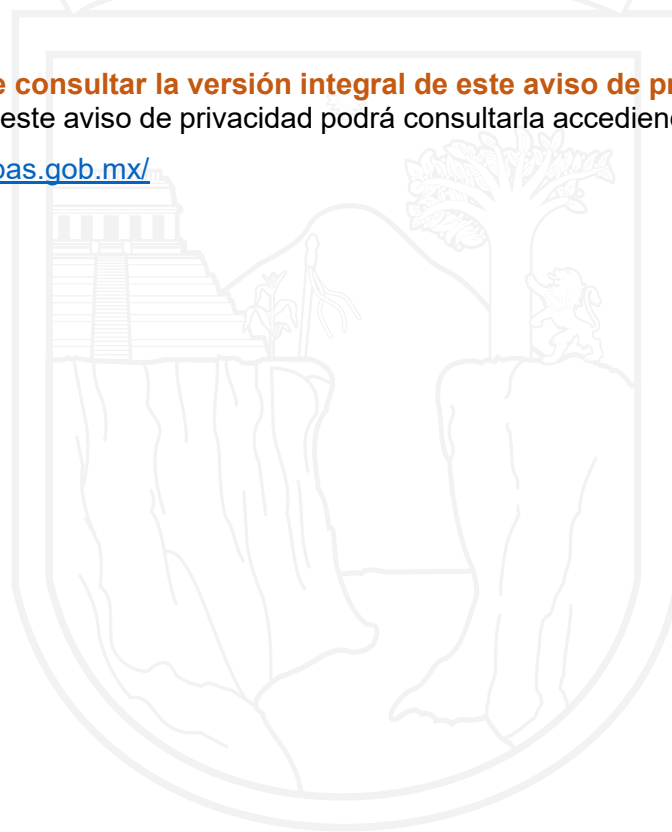 e consultar la versión integral de este aviso de pr
este aviso de privacidad podrá consultarla accedien
pas.gob.mx/